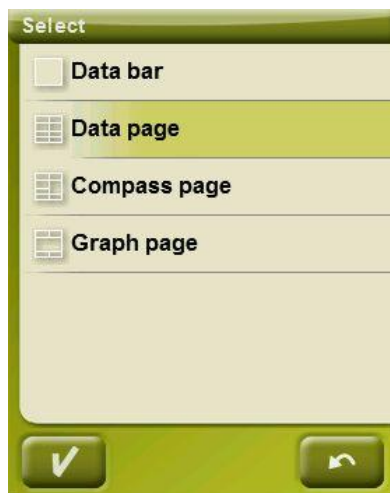 Select
Data bar
Data page
Compass page
Graph page